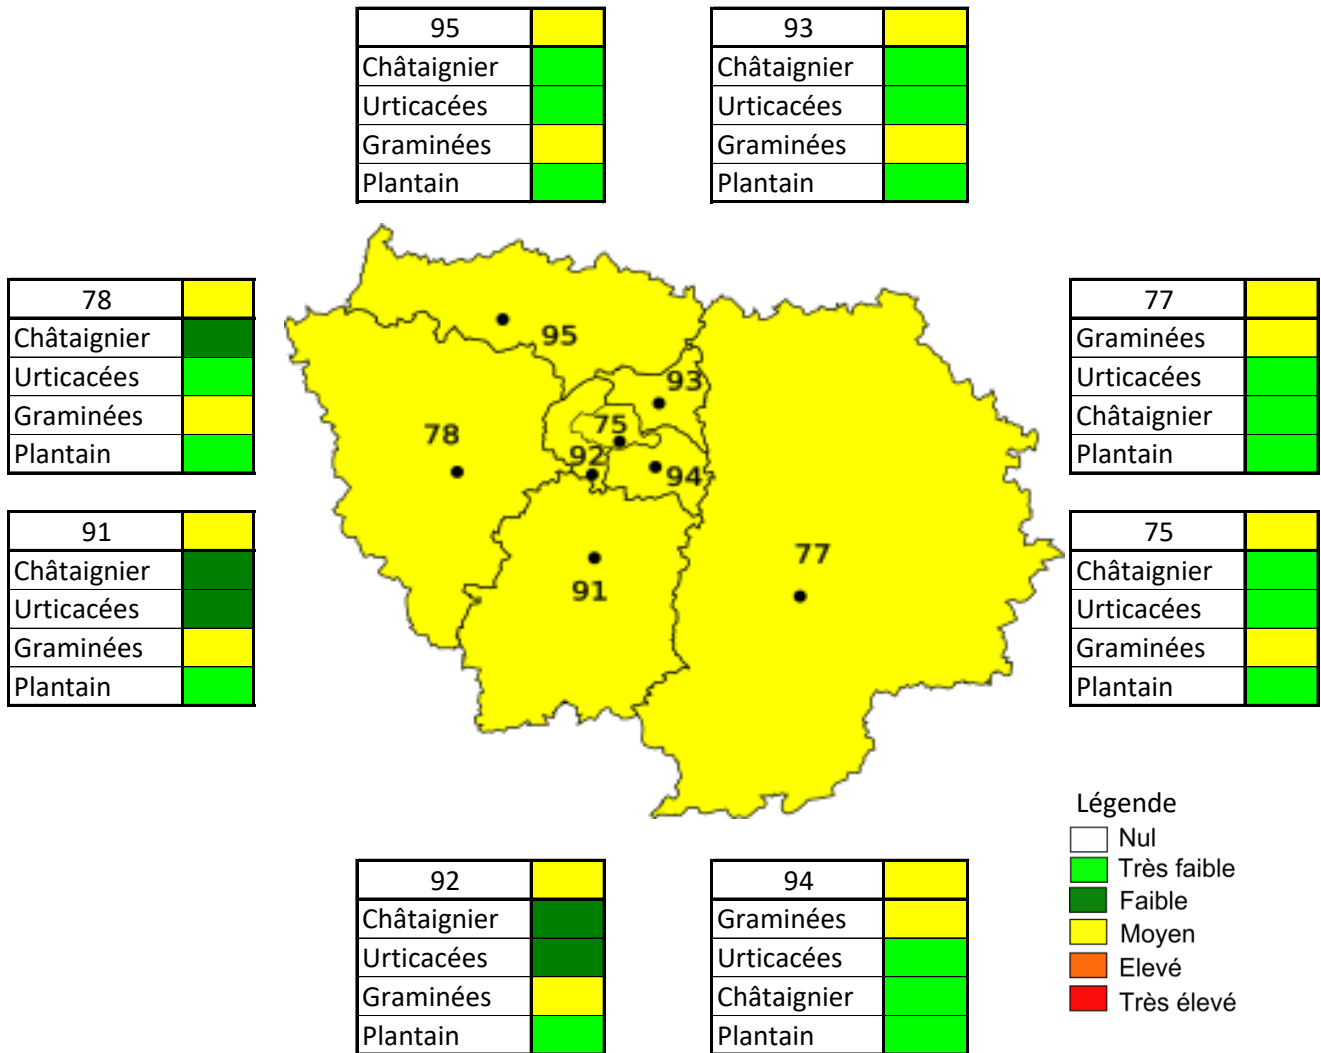 95
Châtaignier
Urticacées
Graminées
Plantain
93
Châtaignier
Urticacées
Graminées
Plantain
78
Châtaignier
Urticacées
Graminées
Plantain
91
Châtaignier
Urticacées
Graminées
Plantain
95
93
75
78
92
94
77
91
77
Graminées
Urticacées
Châtaignier
Plantain
75
Châtaignier
Urticacées
Graminées
Plantain
92
Châtaignier
Urticacées
Graminées
Plantain
94
Graminées
Urticacées
Châtaignier
Plantain
Légende
Nul
Très faible
Faible
Moyen
Elevé
Très élevé